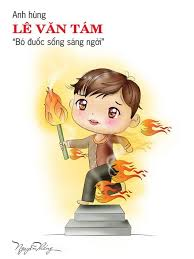 Anh hùng
LÊ VĂN TÁM
"Bó đuốc sống sáng ngời"